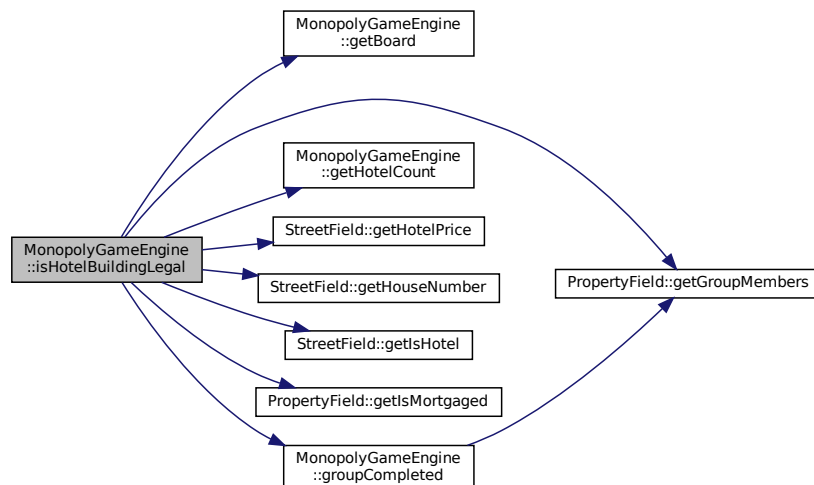 MonopolyGameEngine
::getBoard
MonopolyGameEngine
::getHotelCount
StreetField::getHotelPrice
MonopolyGameEngine
::isHotelBuildingLegal
StreetField::getHouseNumber
PropertyField::getGroupMembers
StreetField::getIsHotel
PropertyField::getIsMortgaged
MonopolyGameEngine
::groupCompleted